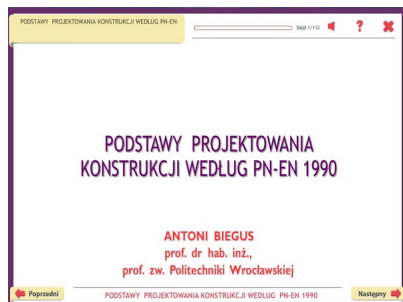 PODSTAWY PROJEKTOWANIA KONSTRUKCJI WEDŁUG PN-EN
Slajd 1/112
?
PODSTAWY PROJEKTOWANIA
KONSTRUKCJI WEDŁUG PN-EN 1990
ANTONI BIEGUS
prof. dr hab. inż.,
prof. zw. Politechniki Wrocławskiej
Poprzedni
PODSTAWY PROJEKTOWANIA KONSTRUKCJI WEDŁUG PN-EN 1990
Następny